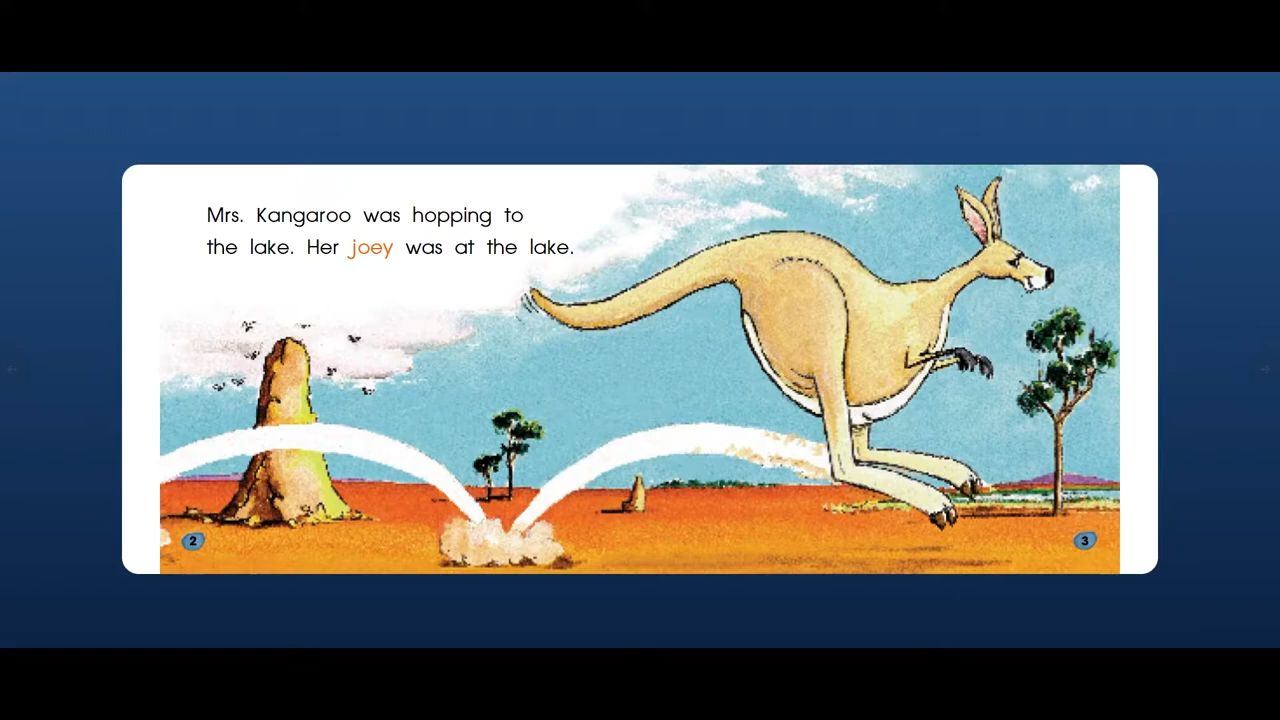 Mrs. Kangaroo was hopping to
the lake. Her joey was at the lake.
2
3